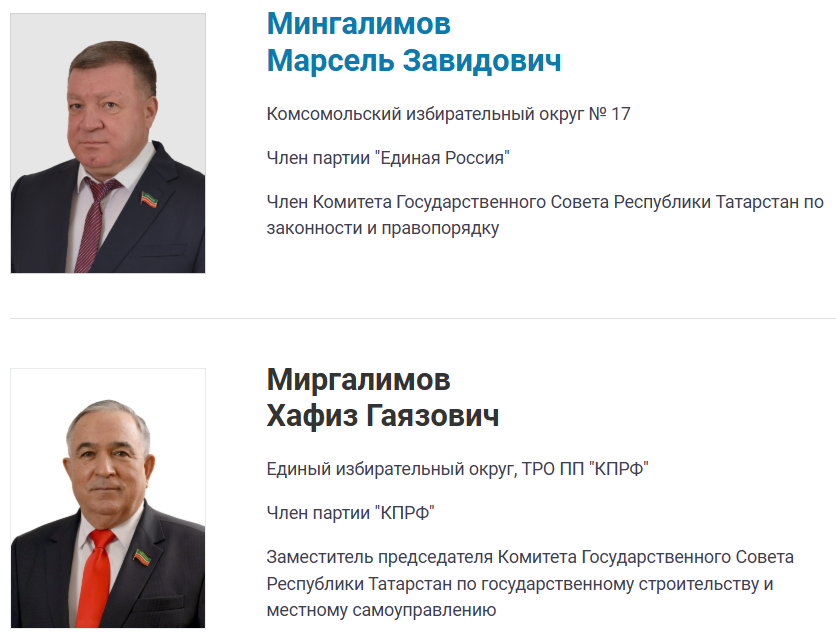 Мингалимов
Марсель Завидович
Комсомольский избирательный округ № 17
Член партии "Единая Россия"
Член Комитета Государственного Совета Республики Татарстан по
законности и правопорядку
Миргалимов
Хафиз Гаязович
Единый избирательный округ, ТРО ПП "КПРФ"
Член партии "КПРФ"
Заместитель председателя Комитета Государственного Совета
Республики Татарстан по государственному строительству и
местному самоуправлению